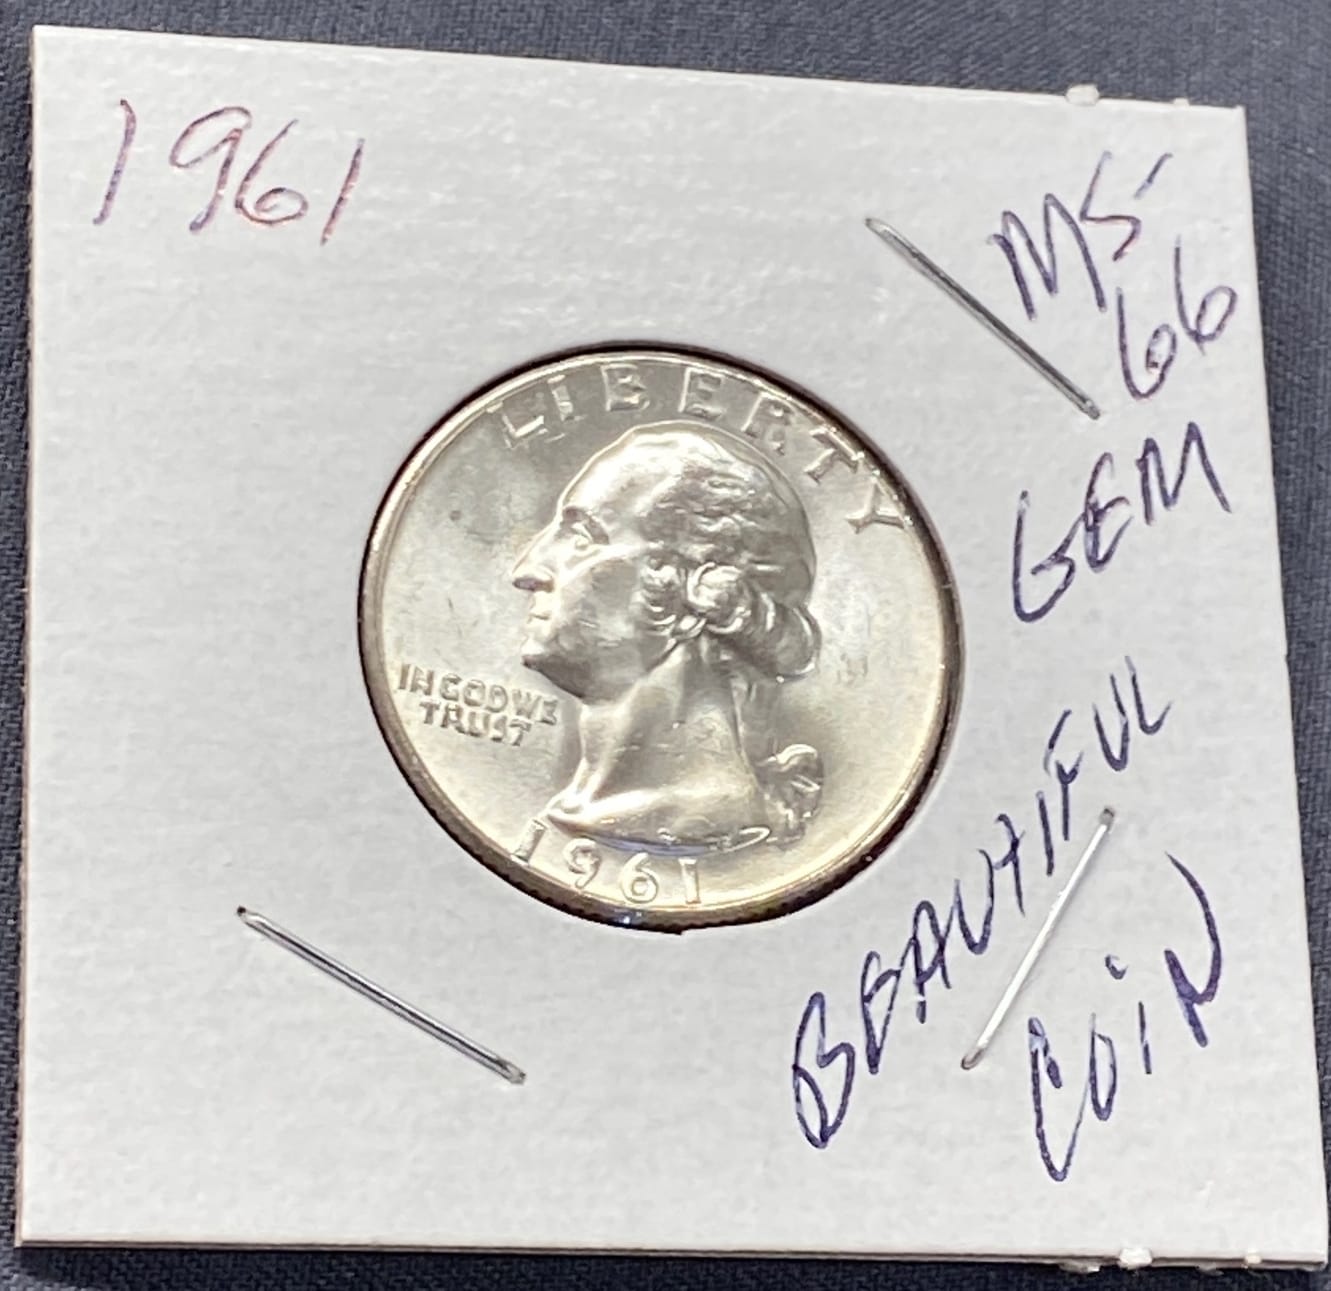 1961
MS
66
GEM
BEAUTIFUL
COIN
LIBERTY
IN GOD WE
TRUST
1961